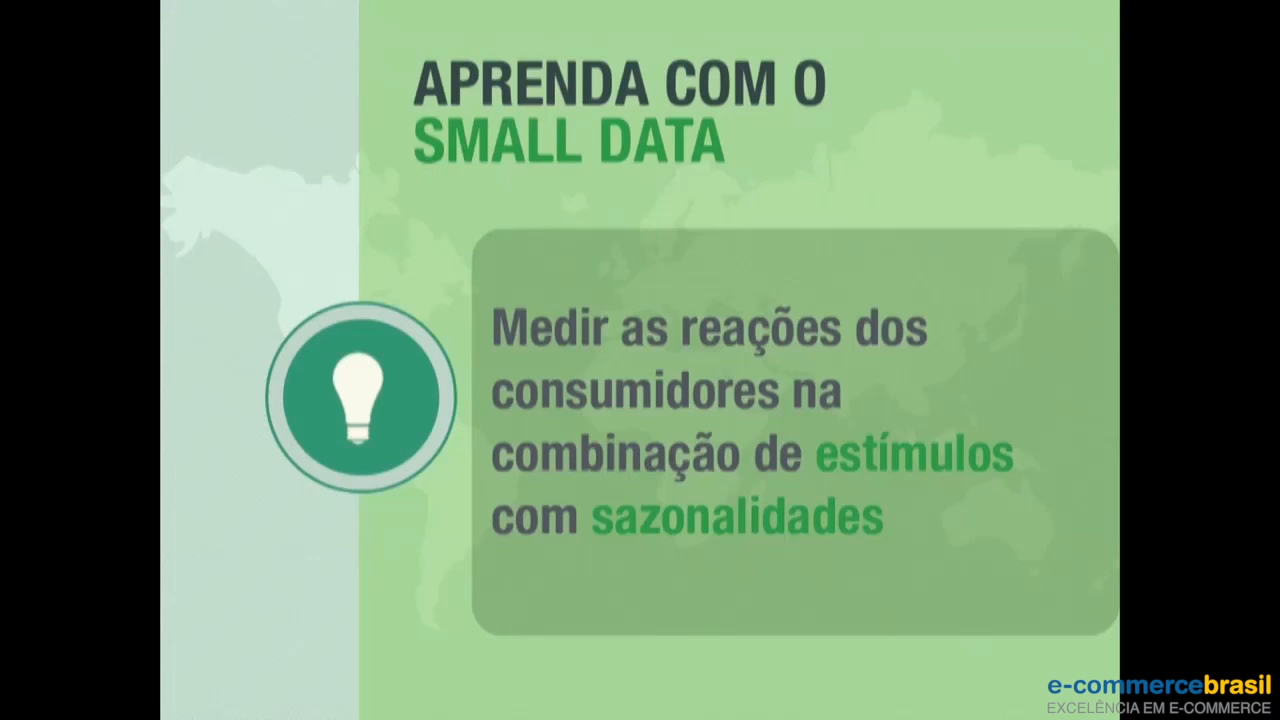 APRENDA COM O
SMALL DATA
Medir as reações dos
consumidores na
combinação de estímulos
com sazonalidades
e-commercebrasil
EXCELÊNCIA EM E-COMMERCE